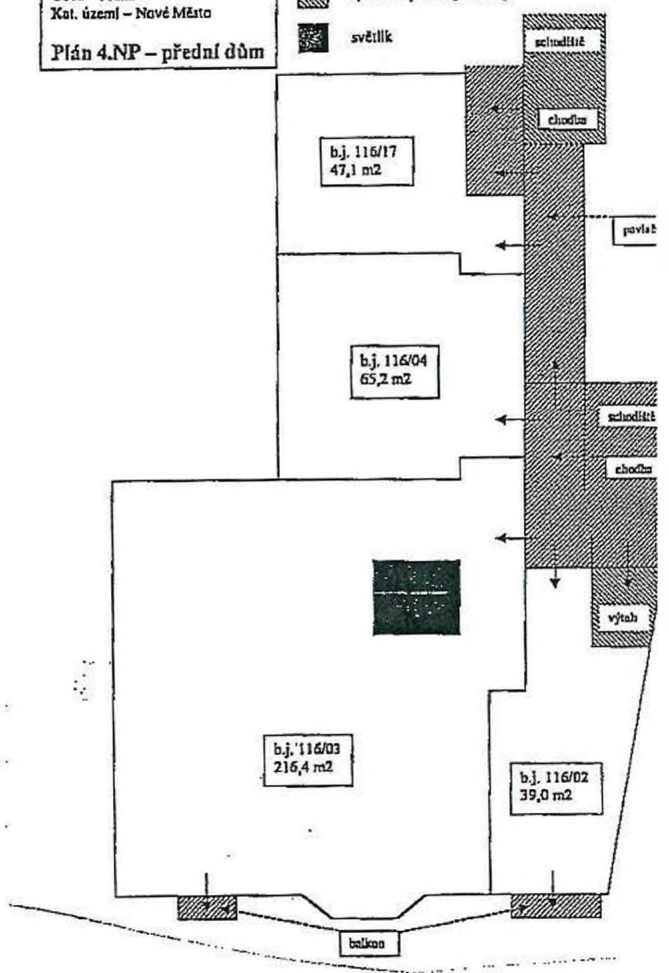 Kat. území – Nové Město
Plán 4.NP – přední dům
světlík
schodiště
chodba
b.j. 116/17
47,1 m2
b.j. 116/04
65,2 m2
schodiště
chodba
výtah
b.j. 116/03
216,4 m2
b.j. 116/02
39,0 m2
balkon